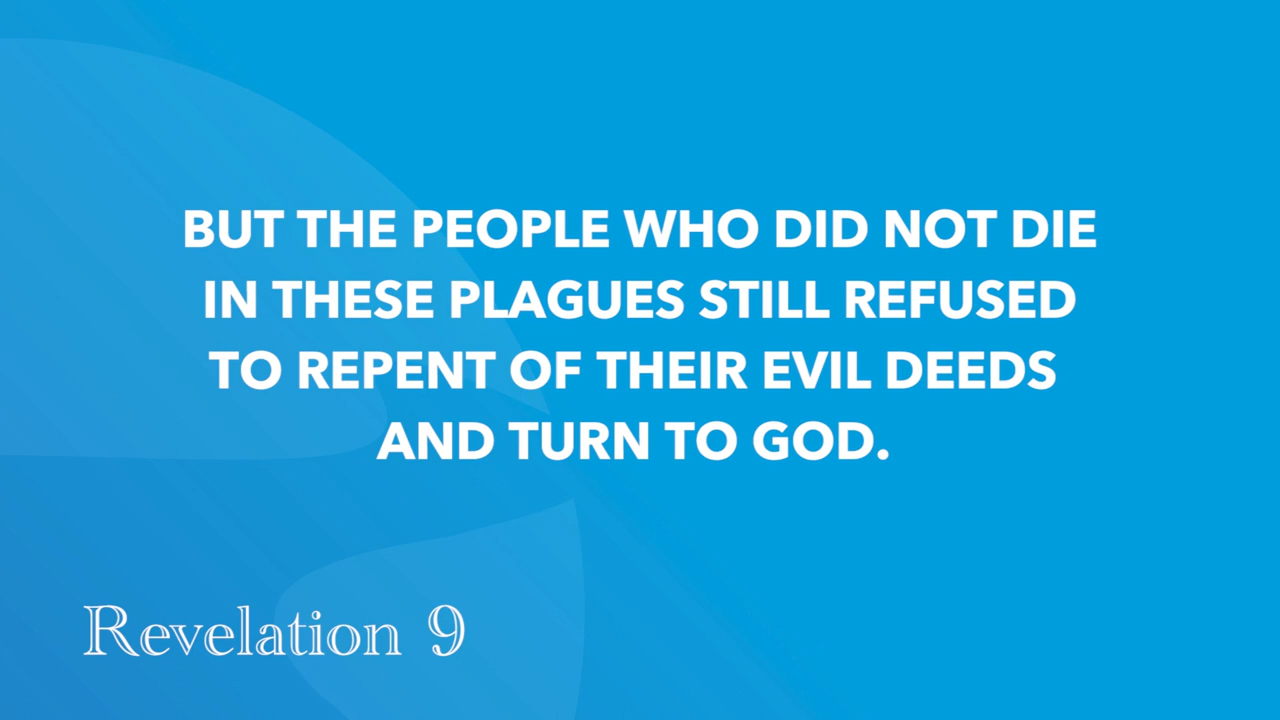 BUT THE PEOPLE WHO DID NOT DIE
IN THESE PLAGUES STILL REFUSED
TO REPENT OF THEIR EVIL DEEDS
AND TURN TO GOD.
Revelation 9